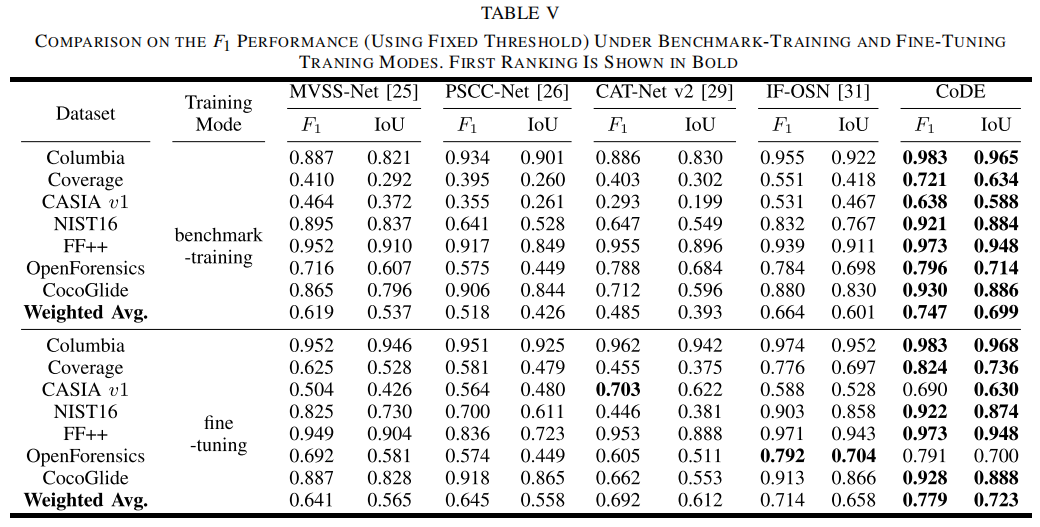 TABLE V
COMPARISON ON THE F1 PERFORMANCE (USING FIXED THRESHOLD) UNDER BENCHMARK-TRAINING AND FINE-TUNING
TRANING MODES. FIRST RANKING IS SHOWN IN BOLD
Dataset Training Mode MVSS-Net [25] PSCC-Net [26] CAT-Net v2 [29] IF-OSN [31] CoDE
F1 IoU F1 IoU F1 IoU F1 IoU F1 IoU
benchmark
-training
Columbia 0.887 0.821 0.934 0.901 0.886 0.830 0.955 0.922 0.983 0.965
Coverage 0.410 0.292 0.395 0.260 0.403 0.302 0.551 0.418 0.721 0.634
CASIA v1 0.464 0.372 0.355 0.261 0.293 0.199 0.531 0.467 0.638 0.588
NIST16 0.895 0.837 0.641 0.528 0.647 0.549 0.832 0.767 0.921 0.884
FF++ 0.952 0.910 0.917 0.849 0.955 0.896 0.939 0.911 0.973 0.948
OpenForensics 0.716 0.607 0.575 0.449 0.788 0.684 0.784 0.698 0.796 0.714
CocoGlide 0.865 0.796 0.906 0.844 0.712 0.596 0.880 0.830 0.930 0.886
Weighted Avg. 0.619 0.537 0.518 0.426 0.485 0.393 0.664 0.601 0.747 0.699
fine
-tuning
Columbia 0.952 0.946 0.951 0.925 0.962 0.942 0.974 0.952 0.983 0.968
Coverage 0.625 0.528 0.581 0.479 0.455 0.375 0.776 0.697 0.824 0.736
CASIA v1 0.504 0.426 0.564 0.480 0.703 0.622 0.588 0.528 0.690 0.630
NIST16 0.825 0.730 0.700 0.611 0.446 0.381 0.903 0.858 0.922 0.874
FF++ 0.949 0.904 0.836 0.723 0.953 0.888 0.971 0.943 0.973 0.948
OpenForensics 0.692 0.581 0.574 0.449 0.605 0.511 0.792 0.704 0.791 0.700
CocoGlide 0.887 0.828 0.918 0.865 0.662 0.553 0.913 0.866 0.928 0.888
Weighted Avg. 0.641 0.565 0.645 0.558 0.692 0.612 0.714 0.658 0.779 0.723